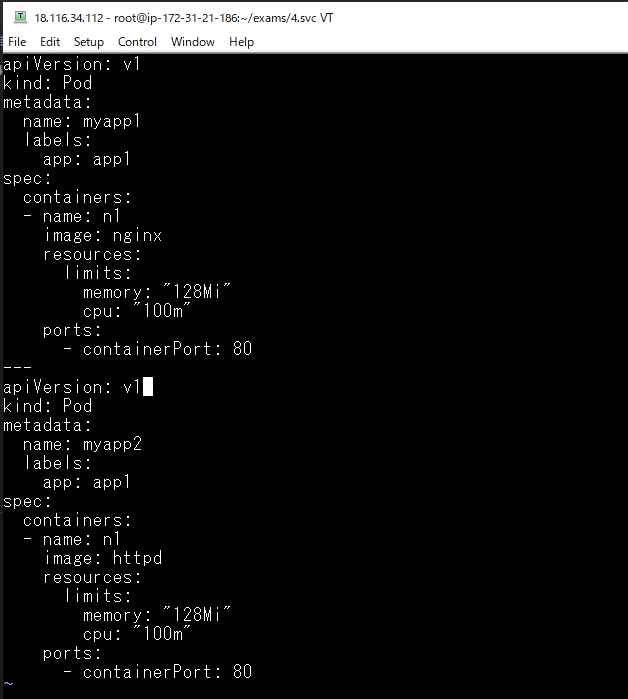 18.116.34.112 - root@ip-172-31-21-186:~/exams/4.svc VT
File Edit Setup Control Window Help
apiVersion: v1
kind: Pod
metadata:
  name: myapp1
  labels:
    app: app1
spec:
  containers:
  - name: n1
    image: nginx
    resources:
      limits:
        memory: "128Mi"
        cpu: "100m"
    ports:
      - containerPort: 80
---
apiVersion: v1
kind: Pod
metadata:
  name: myapp2
  labels:
    app: app1
spec:
  containers:
  - name: n1
    image: httpd
    resources:
      limits:
        memory: "128Mi"
        cpu: "100m"
    ports:
      - containerPort: 80
~